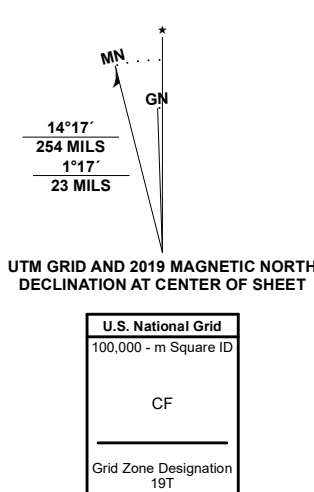 ★
MN
GN
14°17´
254 MILS
1°17´
23 MILS
UTM GRID AND 2019 MAGNETIC NORTH
DECLINATION AT CENTER OF SHEET
U.S. National Grid
100,000 - m Square ID
CF
Grid Zone Designation
19T